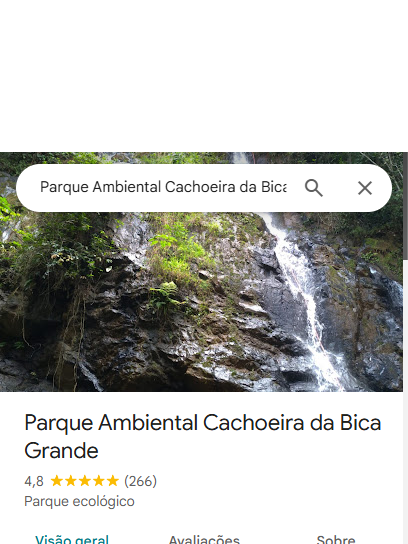 Parque Ambiental Cachoeira da Bica
Parque Ambiental Cachoeira da Bica
Grande
4,8 ★★★★★ (266)
Parque ecológico
Visão geral Avaliações Sobre